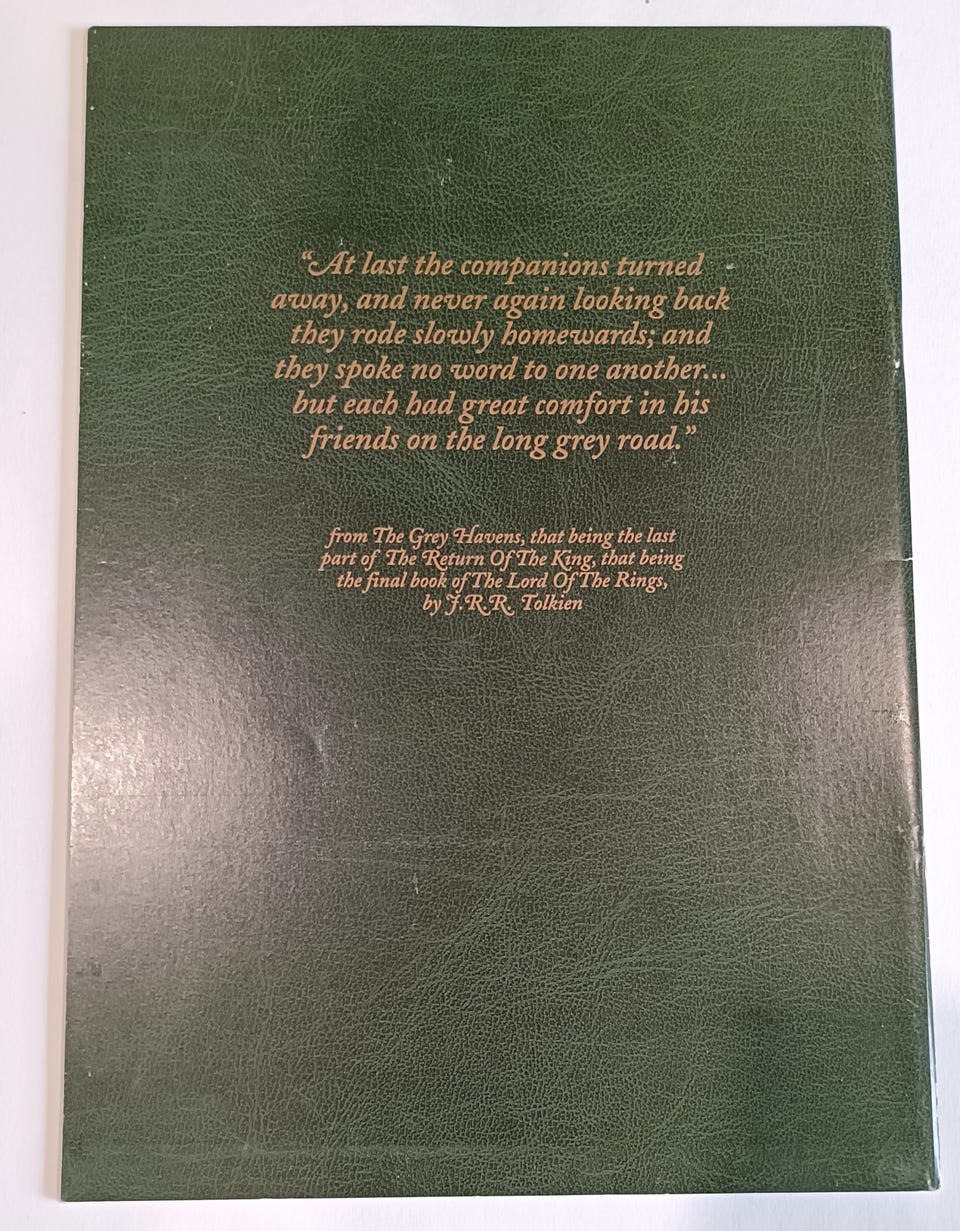 “At last the companions turned
away, and never again looking back
they rode slowly homewards; and
they spoke no word to one another...
but each had great comfort in his
friends on the long grey road.”
from The Grey Havens, that being the last
part of The Return Of The King, that being
the final book of The Lord Of The Rings,
by J.R.R. Tolkien